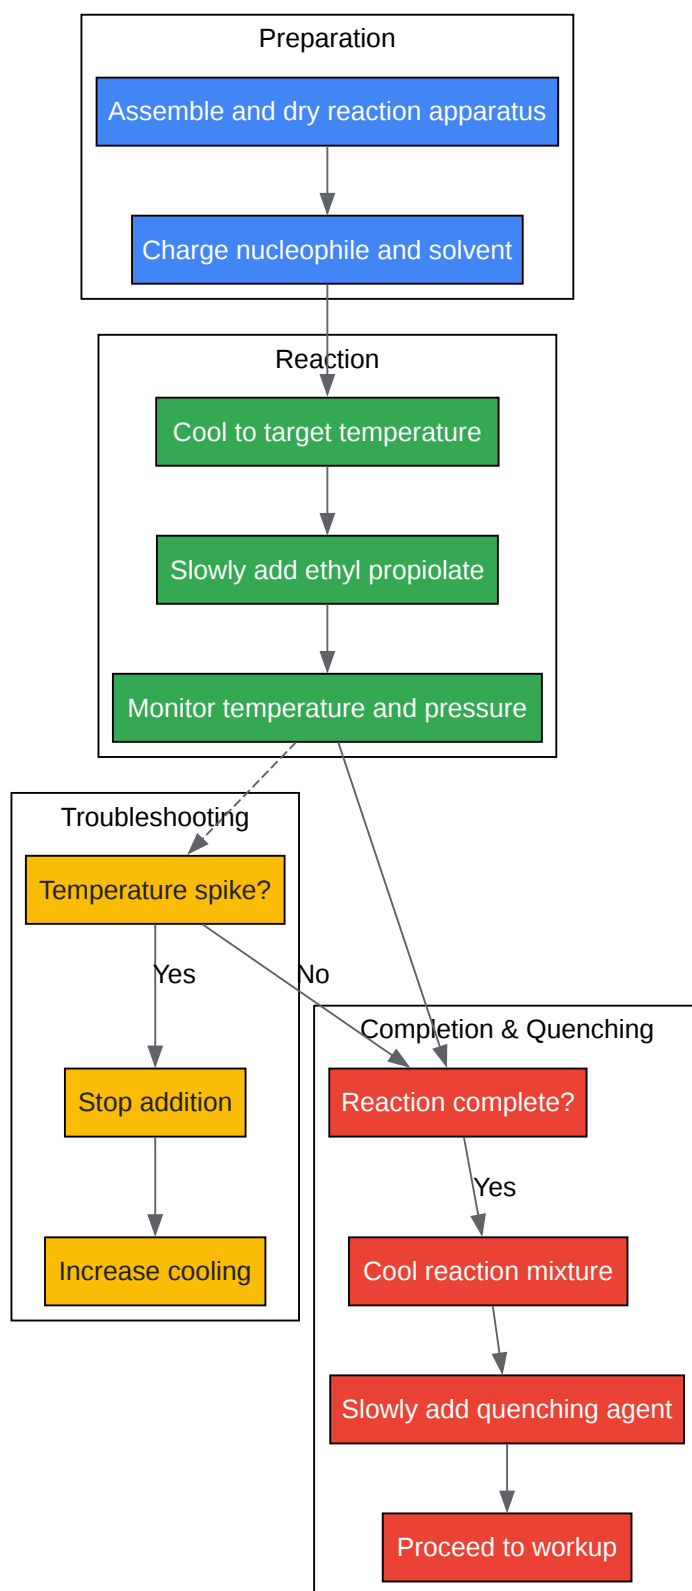 Preparation
Assemble and dry reaction apparatus
Charge nucleophile and solvent
Reaction
Cool to target temperature
Slowly add ethyl propiolate
Monitor temperature and pressure
Troubleshooting
Temperature spike?
Yes
No
Stop addition
Increase cooling
Completion & Quenching
Reaction complete?
Yes
Cool reaction mixture
Slowly add quenching agent
Proceed to workup